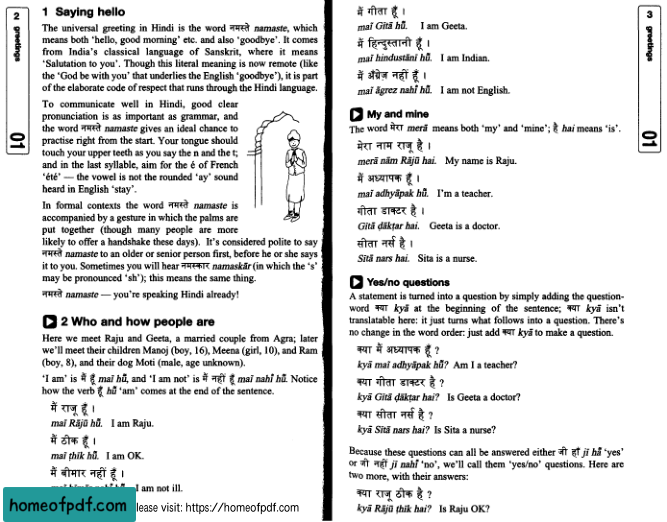 2
greetings
01
1 Saying hello
The universal greeting in Hindi is the word नमस्ते namaste, which
means both ‘hello, good morning’ etc. and also ‘goodbye’. It comes
from India’s classical language of Sanskrit, where it means
‘Salutation to you’. Though this literal meaning is now remote (like
the ‘God be with you’ that underlies the English ‘goodbye’), it is part
of the elaborate code of respect that runs through the Hindi language.
To communicate well in Hindi, good clear
pronunciation is as important as grammar, and
the word नमस्ते namaste gives an ideal chance to
practise right from the start. Your tongue should
touch your upper teeth as you say the n and the t;
and in the last syllable, aim for the é of French
‘été’ — the vowel is not the rounded ‘ay’ sound
heard in English ‘stay’.
In formal contexts the word नमस्ते namaste is
accompanied by a gesture in which the palms are
put together (though many people are more
likely to offer a handshake these days). It’s considered polite to say
नमस्ते namaste to an older or senior person first, before he or she says
it to you. Sometimes you will hear नमस्कार namaskār (in which the ‘s’
may be pronounced ‘sh’); this means the same thing.
नमस्ते namaste — you’re speaking Hindi already!
2 Who and how people are
Here we meet Raju and Geeta, a married couple from Agra; later
we’ll meet their children Manoj (boy, 16), Meena (girl, 10), and Ram
(boy, 8), and their dog Moti (male, age unknown).
‘I am’ is मैं हूँ maĩ hū̃, and ‘I am not’ is मैं नहीं हूँ maĩ nahī̃ hū̃. Notice
how the verb हूँ hū̃ ‘am’ comes at the end of the sentence.
मैं राजू हूँ ।
maĩ Rājū hū̃. I am Raju.
मैं ठीक हूँ ।
maĩ ṭhīk hū̃. I am OK.
मैं बीमार नहीं हूँ ।
I am not ill.
homeofpdf.com
lease visit: https://homeofpdf.com
3
greetings
01
मैं गीता हूँ ।
maĩ Gītā hū̃. I am Geeta.
मैं हिन्दुस्तानी हूँ ।
maĩ hindustānī hū̃. I am Indian.
मैं अँग्रेज़ नहीं हूँ ।
maĩ ãgrez nahī̃ hū̃. I am not English.
My and mine
The word मेरा merā means both ‘my’ and ‘mine’; है hai means ‘is’.
मेरा नाम राजू है ।
merā nām Rājū hai. My name is Raju.
मैं अध्यापक हूँ ।
maĩ adhyāpak hū̃. I’m a teacher.
गीता डाक्टर है ।
Gītā ḍākṭar hai. Geeta is a doctor.
सीता नर्स है ।
Sītā nars hai. Sita is a nurse.
Yes/no questions
A statement is turned into a question by simply adding the question-
word क्या kyā at the beginning of the sentence; क्या kyā isn’t
translatable here: it just turns what follows into a question. There’s
no change in the word order: just add क्या kyā to make a question.
क्या मैं अध्यापक हूँ ?
kyā maĩ adhyāpak hū̃? Am I a teacher?
क्या गीता डाक्टर है ?
kyā Gītā ḍākṭar hai? Is Geeta a doctor?
क्या सीता नर्स है ?
kyā Sītā nars hai? Is Sita a nurse?
Because these questions can all be answered either जी हाँ jī hā̃ ‘yes’
or जी नहीं jī nahī̃ ‘no’, we’ll call them ‘yes/no’ questions. Here are
two more, with their answers:
क्या राजू ठीक है ?
kyā Rājū ṭhīk hai? Is Raju OK?